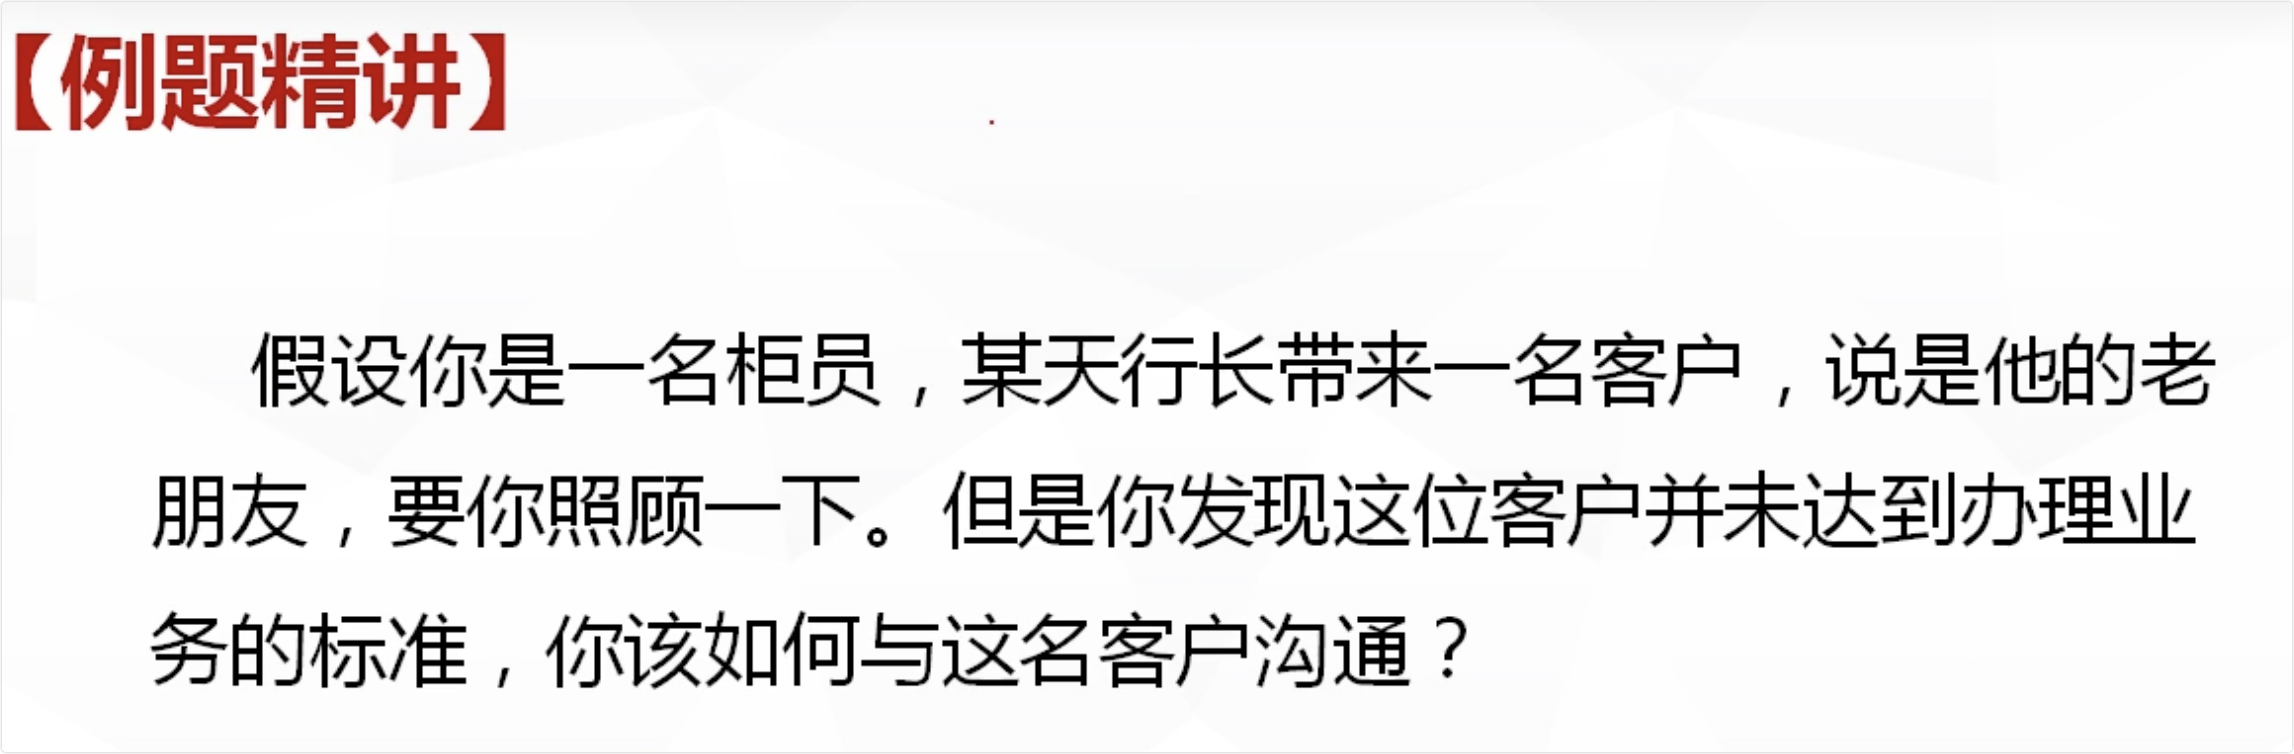 【例题精讲】
假设你是一名柜员，某天行长带来一名客户，说是他的老
朋友，要你照顾一下。但是你发现这位客户并未达到办理业
务的标准，你该如何与这名客户沟通？